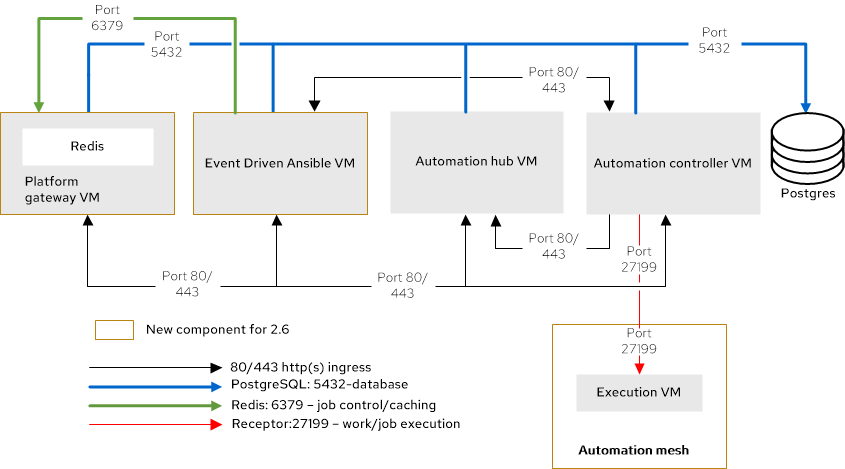 Port
6379
Port
5432
Port
5432
Port 80/
443
Redis
Platform
gateway VM
Event Driven Ansible VM
Automation hub VM
Automation controller VM
Postgres
Port 80/
443
Port
27199
Port 80/
443
Port 80/
443
New component for 2.6
Port
27199
80/443 http(s) ingress
PostgreSQL: 5432-database
Redis: 6379 – job control/caching
Receptor:27199 – work/job execution
Execution VM
Automation mesh